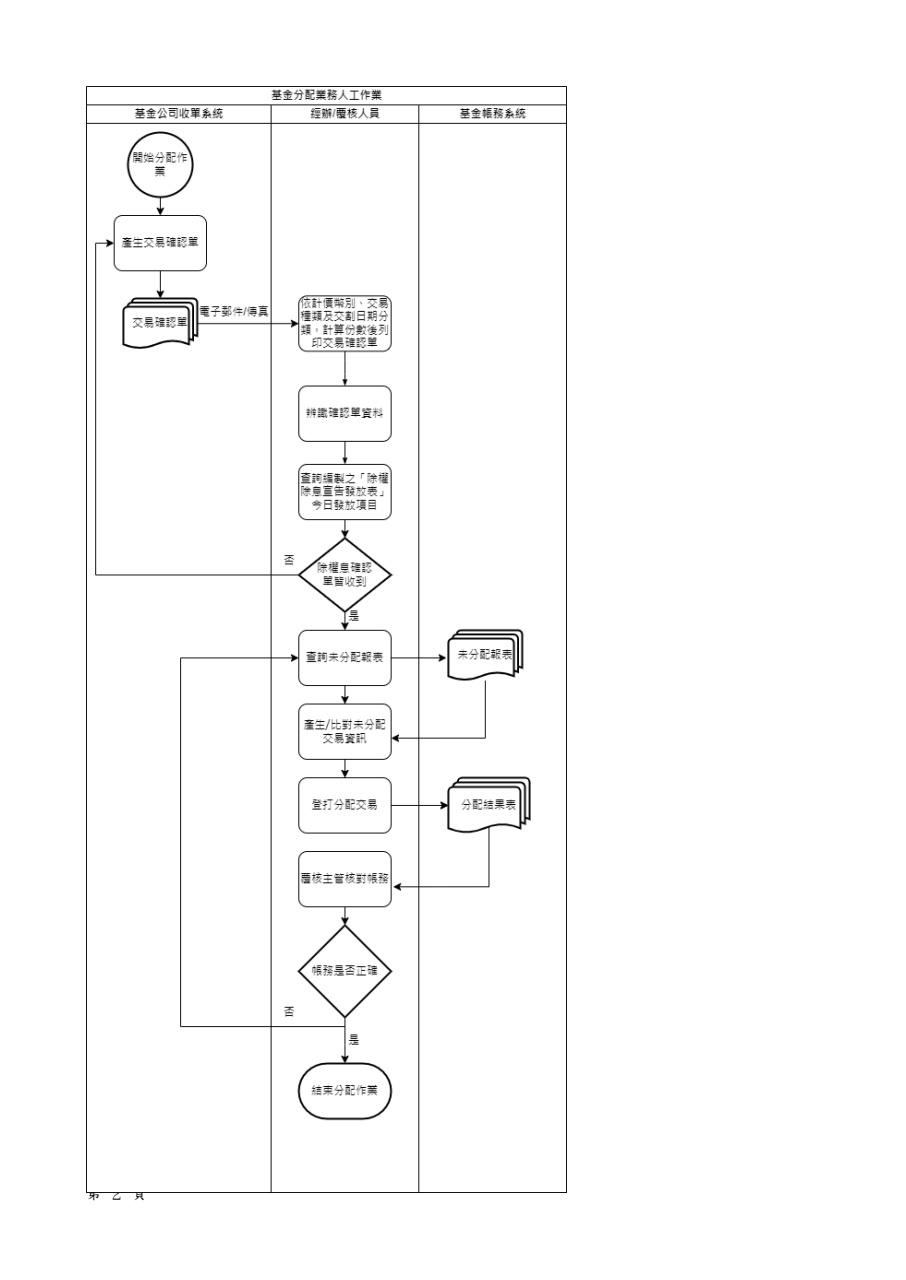 基金分配業務人工作業
基金公司收單系統
經辦/覆核人員
基金帳務系統
開始分配作
業
產生交易確認單
交易確認單
電子郵件/傳真
依計價幣別、交易
種類及交割日期分
類，計算份數後列
印交易確認單
辨識確認單資料
查詢編製之「除權
除息宣告發放表」
今日發放項目
否
除權息確認
單皆收到
是
查詢未分配報表
未分配報表
產生/比對未分配
交易資訊
登打分配交易
分配結果表
覆核主管核對帳務
帳務是否正確
否
是
結束分配作業